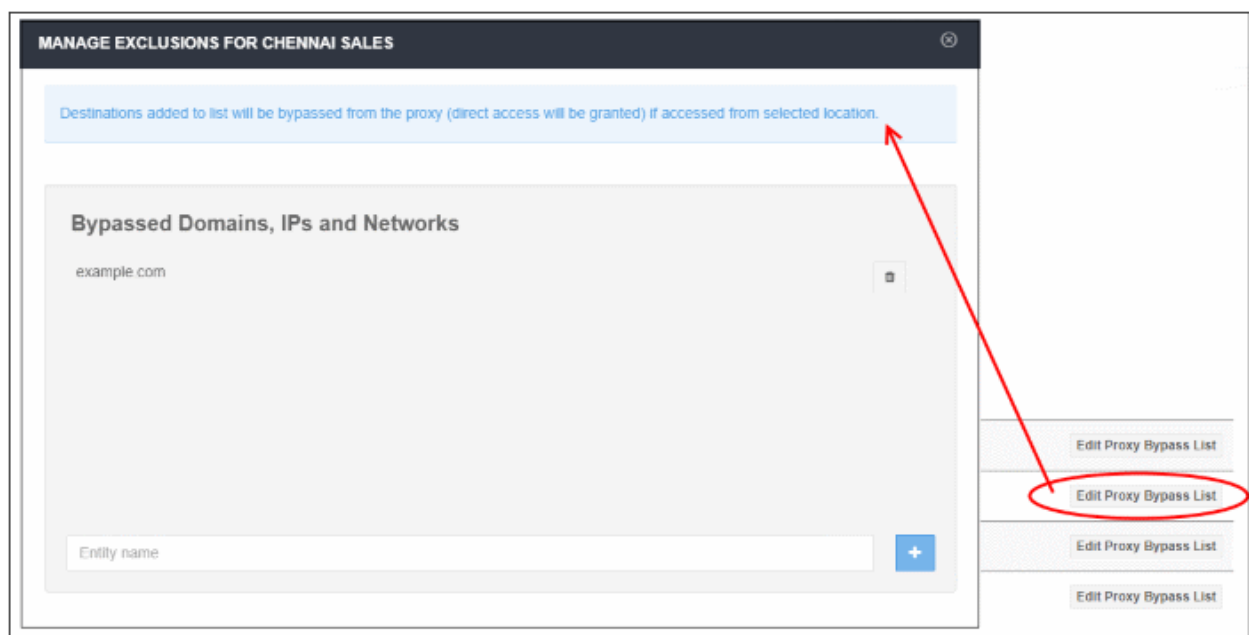 MANAGE EXCLUSIONS FOR CHENNAI SALES
Destinations added to list will be bypassed from the proxy (direct access will be granted) if accessed from selected location.
Bypassed Domains, IPs and Networks
example.com
Entity name
Edit Proxy Bypass List
Edit Proxy Bypass List
Edit Proxy Bypass List
Edit Proxy Bypass List